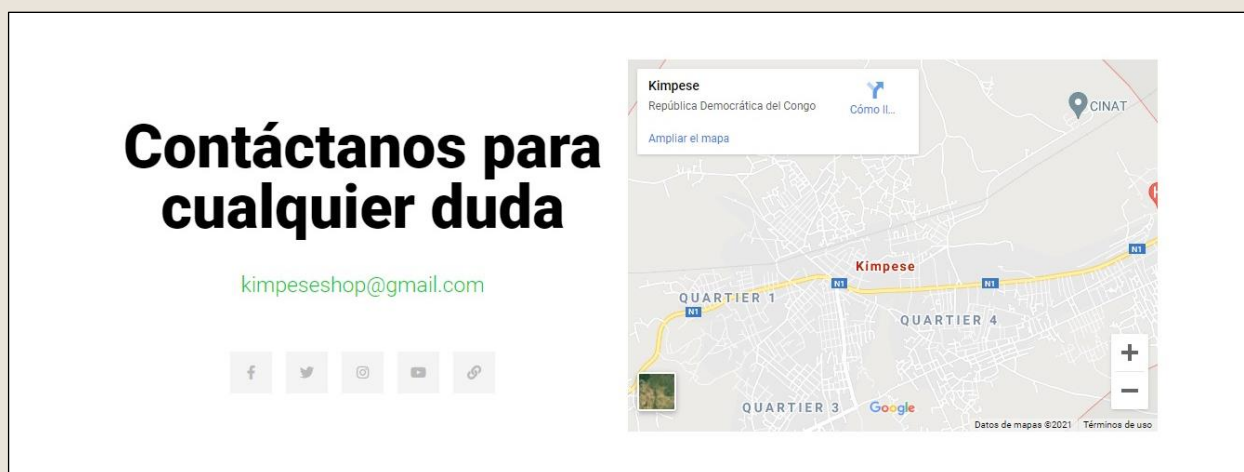 Contáctanos para
cualquier duda
kimpeseshop@gmail.com
Kimpese
República Democrática del Congo
Cómo ll...
Ampliar el mapa
CINAT
N1
Kimpese
N1
N1
QUARTIER 1
N1
QUARTIER 4
QUARTIER 3
Google
+
−
Datos de mapas ©2021
Términos de uso